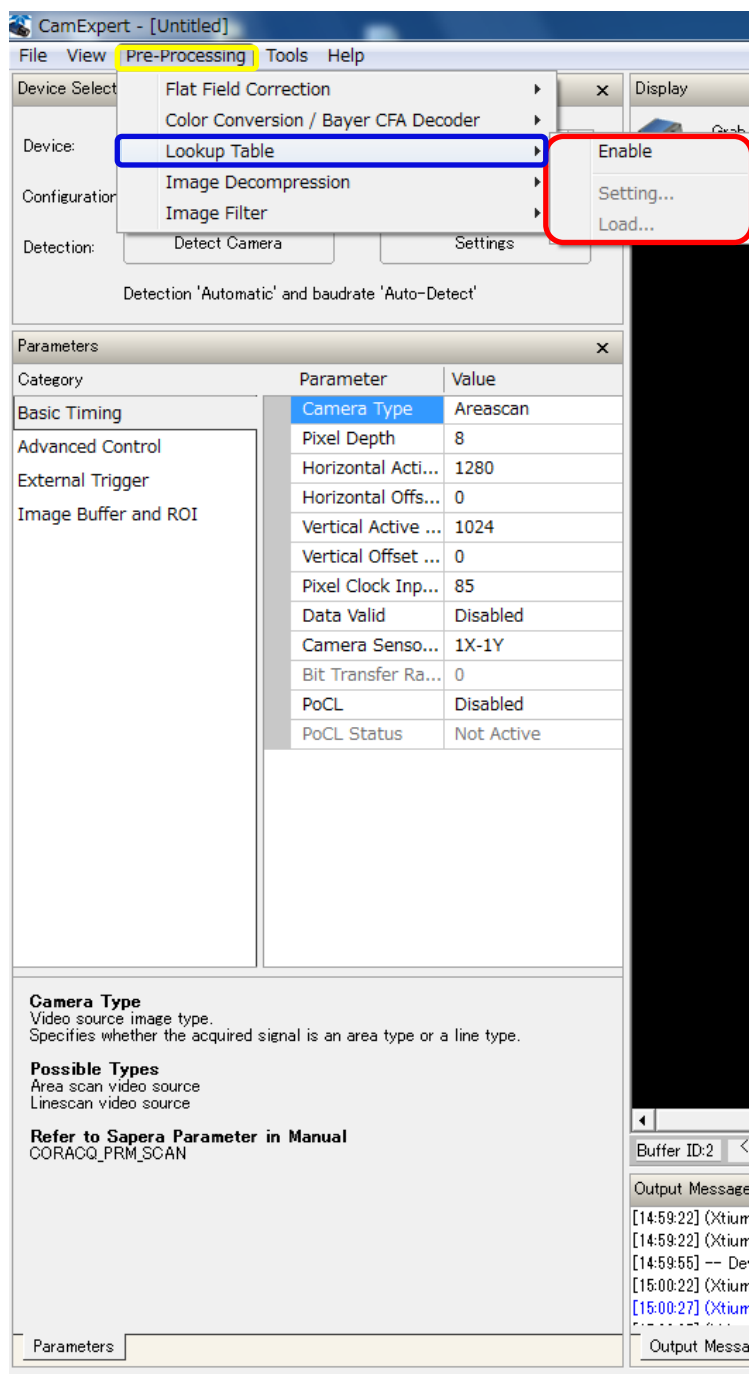 CamExpert - [Untitled]
File View Pre-Processing Tools Help
Device Select
Flat Field Correction
Color Conversion / Bayer CFA Decoder
Lookup Table
Image Decompression
Image Filter
Enable
Setting...
Load...
Display
Device:
Configuration
Detection:
Detect Camera
Settings
Detection 'Automatic' and baudrate 'Auto-Detect'
Parameters
Category
Basic Timing
Advanced Control
External Trigger
Image Buffer and ROI
Parameter Value
Camera Type Areascan
Pixel Depth 8
Horizontal Acti... 1280
Horizontal Offs... 0
Vertical Active ... 1024
Vertical Offset ... 0
Pixel Clock Inp... 85
Data Valid Disabled
Camera Senso... 1X-1Y
Bit Transfer Ra... 0
PoCL Disabled
PoCL Status Not Active
Camera Type
Video source image type.
Specifies whether the acquired signal is an area type or a line type.
Possible Types
Area scan video source
Linescan video source
Refer to Sapera Parameter in Manual
CORACQ_PRM_SCAN
Parameters
Buffer ID:2
Output Message
[14:59:22] (Xtium
[14:59:22] (Xtium
[14:59:55] -- De
[15:00:22] (Xtium
[15:00:27] (Xtium
Output Messa